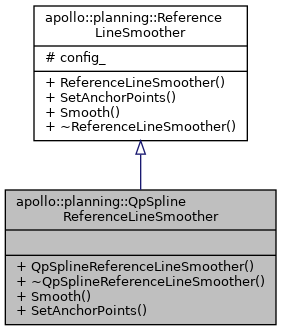 apollo::planning::Reference
LineSmoother
# config_
+ ReferenceLineSmoother()
+ SetAnchorPoints()
+ Smooth()
+ ~ReferenceLineSmoother()
apollo::planning::QpSpline
ReferenceLineSmoother
+ QpSplineReferenceLineSmoother()
+ ~QpSplineReferenceLineSmoother()
+ Smooth()
+ SetAnchorPoints()